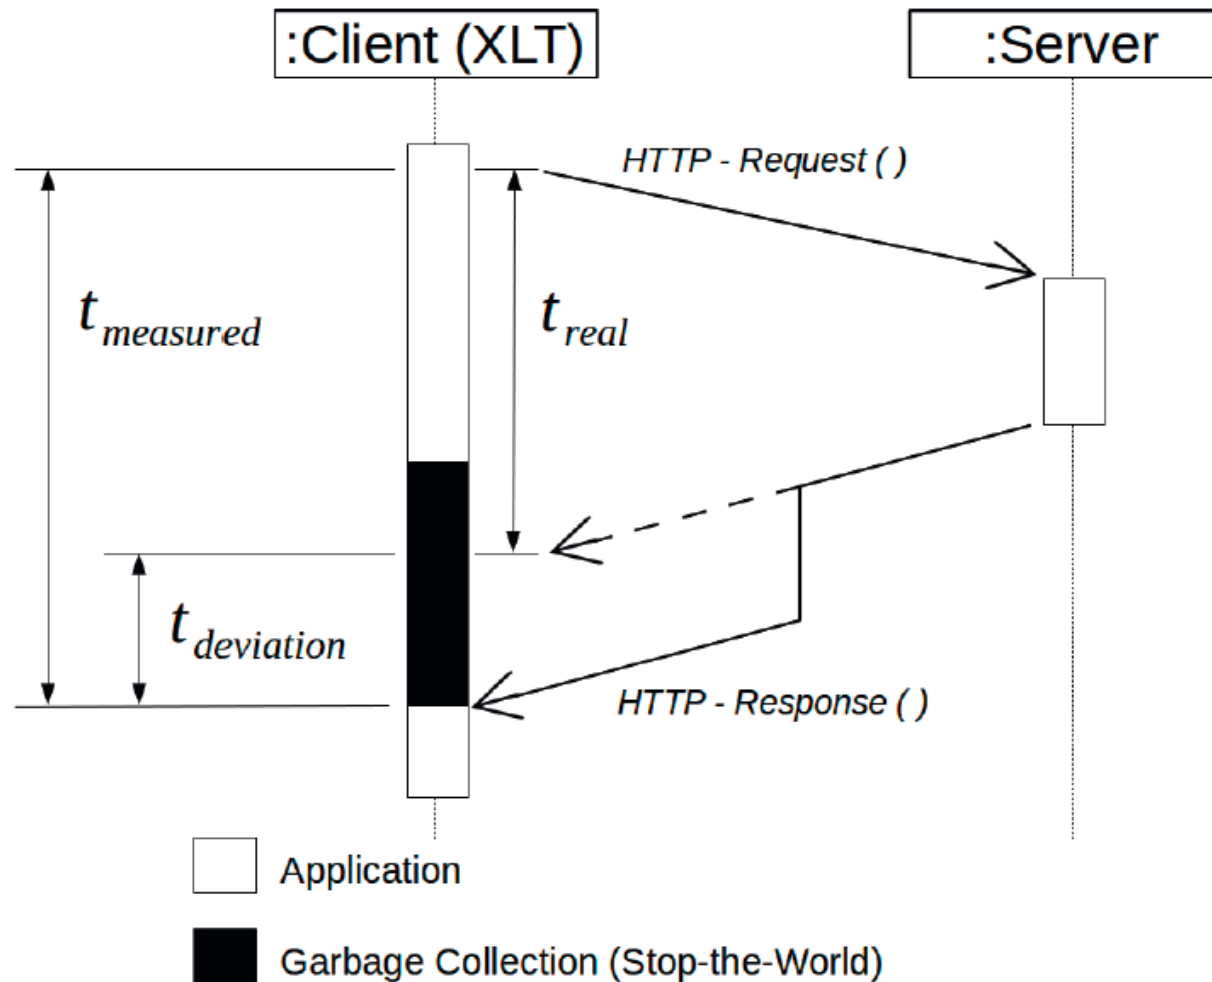 :Client (XLT)
:Server
HTTP - Request ( )
t measured
t real
t deviation
HTTP - Response ( )
Application
Garbage Collection (Stop-the-World)